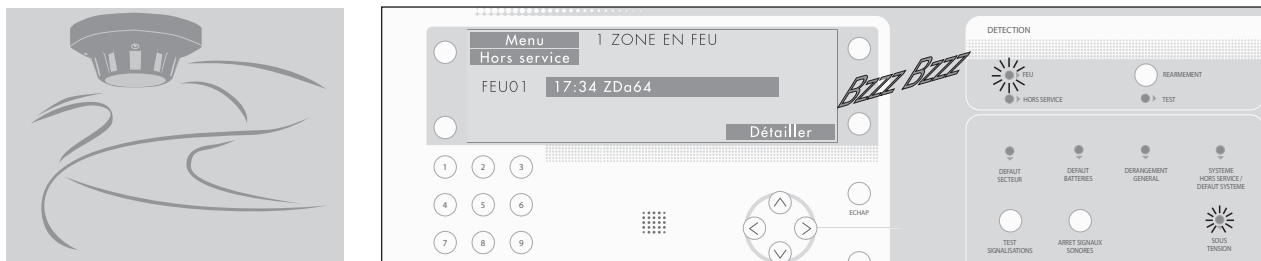 Menu 1 ZONE EN FEU
Hors service
FEU01 17:34 ZDa64
Détailler
Bzzz Bzzz
1 2 3
4 5 6
7 8 9
ECHAP
DETECTION
FEU
REARMEMENT
HORS SERVICE
TEST
DEFAUT
SECTEUR
DEFAUT
BATTERIES
DERANGEMENT
GENERAL
SYSTEME
HORS SERVICE /
DEFAUT SYSTEME
TEST
SIGNALISATIONS
ARRET SIGNAUX
SONORES
SOUS
TENSION